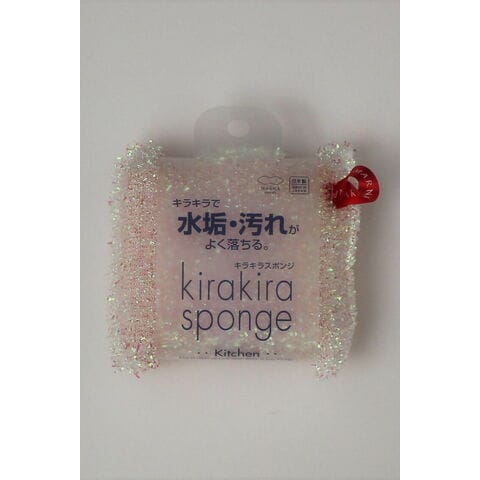 日本製
キラキラで
水垢・汚れが
よく落ちる。
キラキラスポンジ
kirakira
sponge
・・Kitchen・・